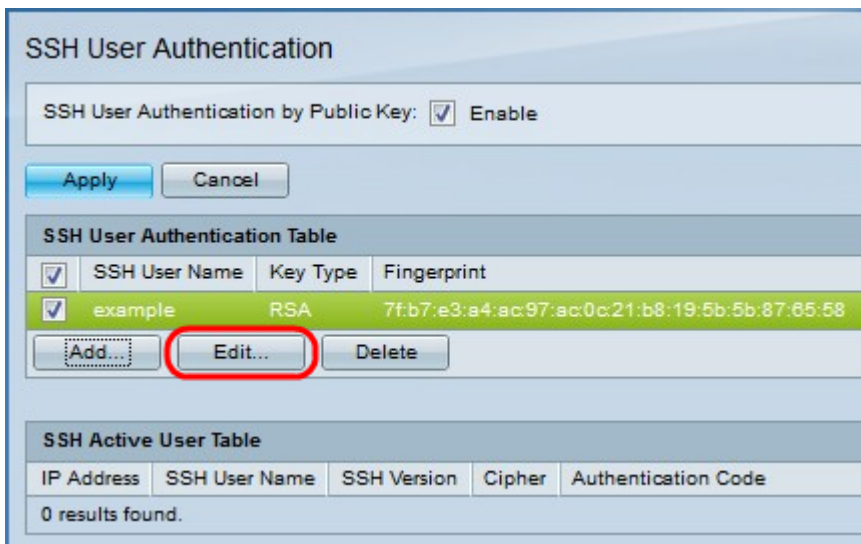 SSH User Authentication
SSH User Authentication by Public Key: Enable
Apply Cancel
SSH User Authentication Table
SSH User Name Key Type Fingerprint
example RSA 7f:b7:e3:a4:ac:97:ac:0c:21:b8:19:5b:5b:87:65:58
Add... Edit... Delete
SSH Active User Table
IP Address SSH User Name SSH Version Cipher Authentication Code
0 results found.